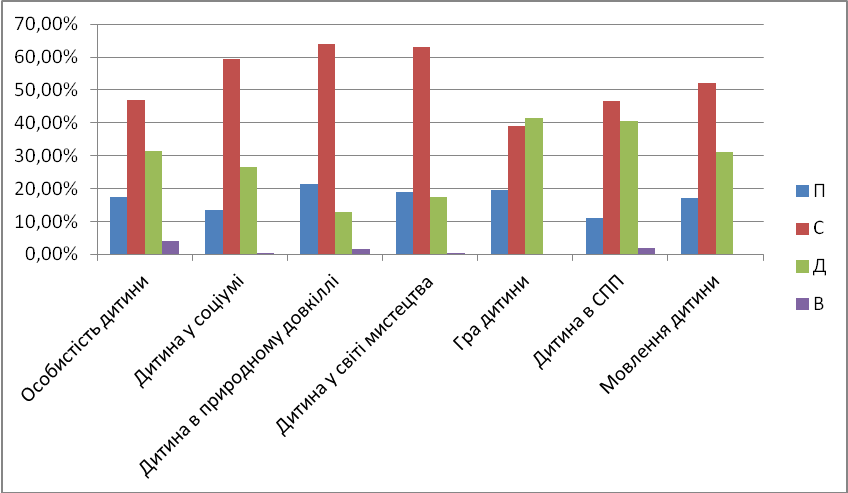 70,00%
60,00%
50,00%
40,00%
30,00%
20,00%
10,00%
0,00%
Особистість дитини
Дитина у соціумі
Дитина в природному довкіллі
Дитина у світі мистецтва
Гра дитини
Дитина в СПП
Мовлення дитини
П
С
Д
В